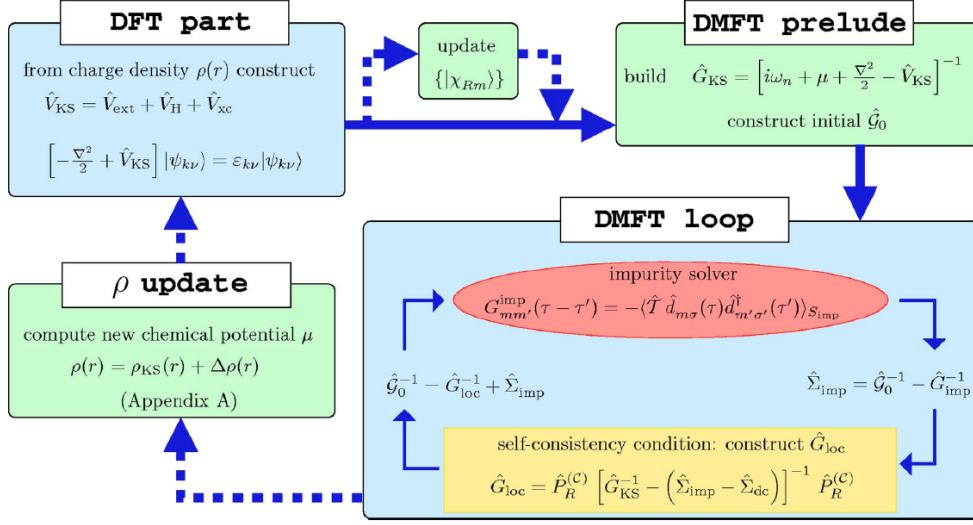 DFT part
from charge density ρ(r) construct
V̂_KS = V̂_ext + V̂_H + V̂_xc
[-∇²/2 + V̂_KS] |ψ_kν⟩ = ε_kν|ψ_kν⟩
update
{|χ_Rm⟩}
DMFT prelude
build Ĝ_KS = [iω_n + μ + ∇²/2 - V̂_KS]^-1
construct initial 𝒢̂_0
DMFT loop
impurity solver
G^imp_mm′(τ - τ′) = -⟨𝒯̂ d̂_mσ(τ)d̂†_m′σ′(τ′)⟩_S_imp
𝒢̂_0^-1 - Ĝ_loc^-1 + Σ̂_imp
Σ̂_imp = 𝒢̂_0^-1 - Ĝ_imp^-1
self-consistency condition: construct Ĝ_loc
Ĝ_loc = P̂_R^(𝒞) [Ĝ_KS^-1 - (Σ̂_imp - Σ̂_dc)]^-1 P̂_R^(𝒞)
ρ update
compute new chemical potential μ
ρ(r) = ρ_KS(r) + Δρ(r)
(Appendix A)